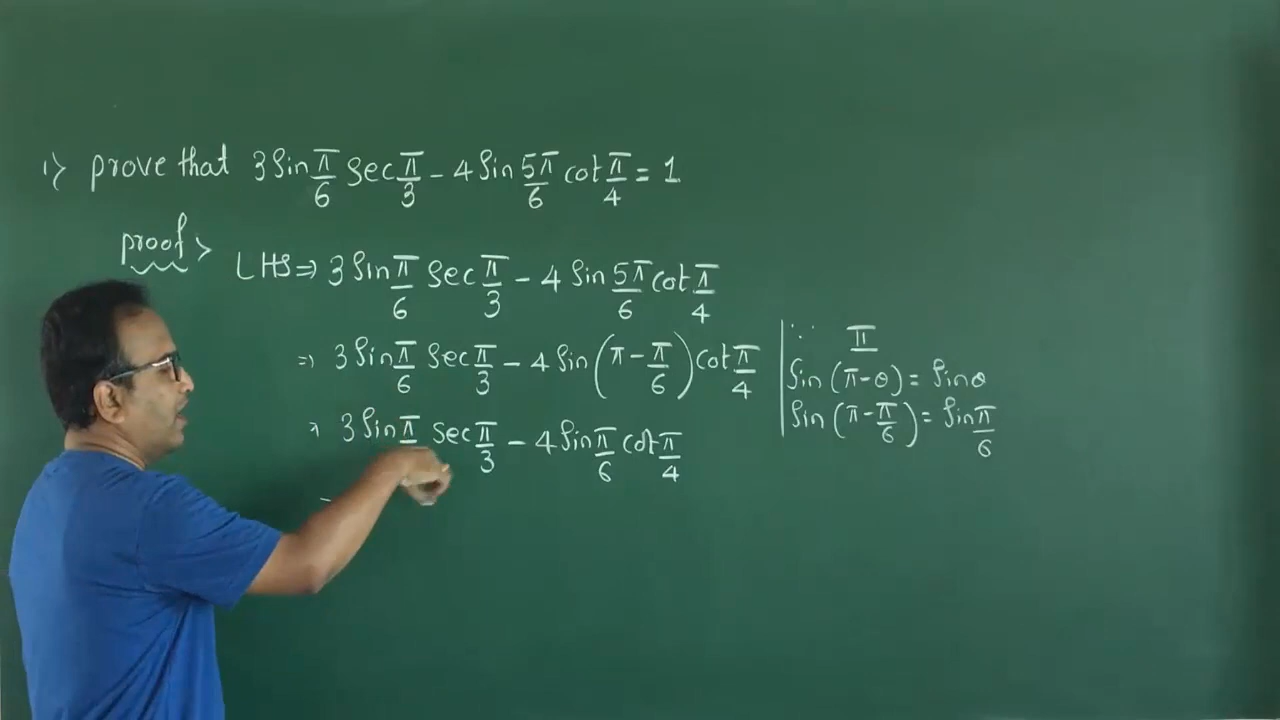 1) prove that 3 Sin π/6 Sec π/3 - 4 Sin 5π/6 cot π/4 = 1
proof >
LHS ⇒ 3 Sin π/6 Sec π/3 - 4 Sin 5π/6 cot π/4
⇒ 3 Sin π/6 Sec π/3 - 4 Sin (π - π/6) cot π/4
⇒ 3 Sin π/ Sec π/3 - 4 Sin π/6 cot π/4
∵ π
Sin (π - θ) = Sin θ
Sin (π - π/6) = Sin π/6